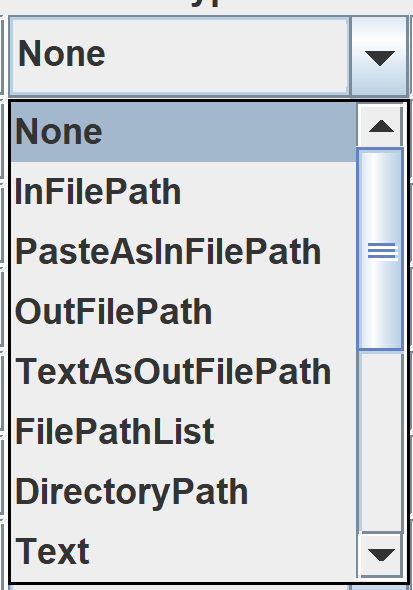 None
None
InFilePath
PasteAsInFilePath
OutFilePath
TextAsOutFilePath
FilePathList
DirectoryPath
Text